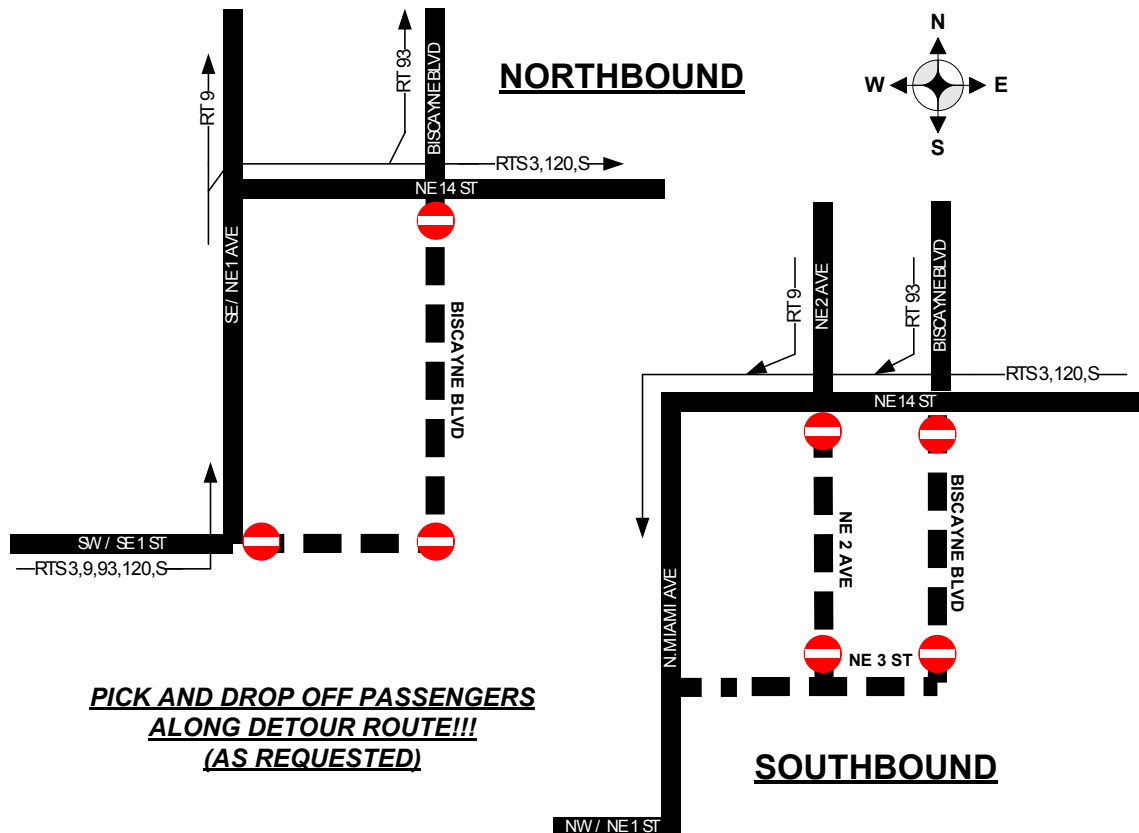 NORTHBOUND
N
W E
S
RT 9
RT 93
BISCAYNE BLVD
RTS 3,120,S
NE 14 ST
SE / NE 1 AVE
BISCAYNE BLVD
SW / SE 1 ST
RTS 3,9,93,120,S
PICK AND DROP OFF PASSENGERS
ALONG DETOUR ROUTE!!!
(AS REQUESTED)
RT 9
NE 2 AVE
RT 93
BISCAYNE BLVD
RTS 3,120,S
NE 14 ST
N. MIAMI AVE
NE 2 AVE
BISCAYNE BLVD
NE 3 ST
SOUTHBOUND
NW / NE 1 ST